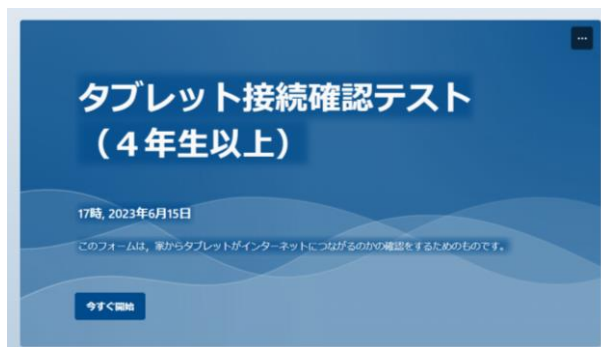 タブレット接続確認テスト
（４年生以上）
17時, 2023年6月15日
このフォームは，家からタブレットがインターネットにつながるのかの確認をするためのものです。
今すぐ開始